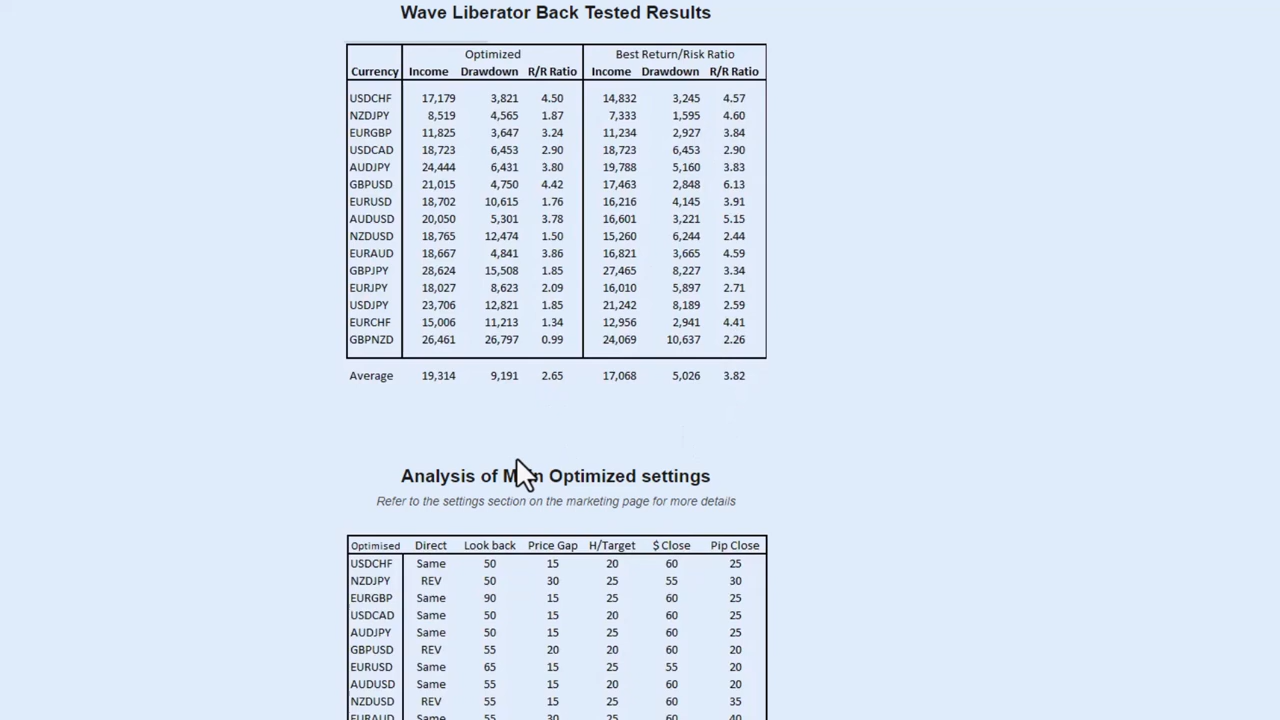 Wave Liberator Back Tested Results
Optimized Best Return/Risk Ratio
Currency Income Drawdown R/R Ratio Income Drawdown R/R Ratio
USDCHF 17,179 3,821 4.50 14,832 3,245 4.57
NZDJPY 8,519 4,565 1.87 7,333 1,595 4.60
EURGBP 11,825 3,647 3.24 11,234 2,927 3.84
USDCAD 18,723 6,453 2.90 18,723 6,453 2.90
AUDJPY 24,444 6,431 3.80 19,788 5,160 3.83
GBPUSD 21,015 4,750 4.42 17,463 2,848 6.13
EURUSD 18,702 10,615 1.76 16,216 4,145 3.91
AUDUSD 20,050 5,301 3.78 16,601 3,221 5.15
NZDUSD 18,765 12,474 1.50 15,260 6,244 2.44
EURAUD 18,667 4,841 3.86 16,821 3,665 4.59
GBPJPY 28,624 15,508 1.85 27,465 8,227 3.34
EURJPY 18,027 8,623 2.09 16,010 5,897 2.71
USDJPY 23,706 12,821 1.85 21,242 8,189 2.59
EURCHF 15,006 11,213 1.34 12,956 2,941 4.41
GBPNZD 26,461 26,797 0.99 24,069 10,637 2.26
Average 19,314 9,191 2.65 17,068 5,026 3.82
Analysis of Optimized settings
Refer to the settings section on the marketing page for more details
Optimised Direct Look back Price Gap H/Target $ Close Pip Close
USDCHF Same 50 15 20 60 25
NZDJPY REV 50 30 25 55 30
EURGBP Same 90 15 25 60 25
USDCAD Same 50 15 20 60 25
AUDJPY Same 50 15 25 60 25
GBPUSD REV 55 20 20 60 20
EURUSD Same 65 15 25 55 20
AUDUSD Same 55 15 20 60 20
NZDUSD REV 55 15 25 60 35
EURAUD Same 55 30 25 60 40